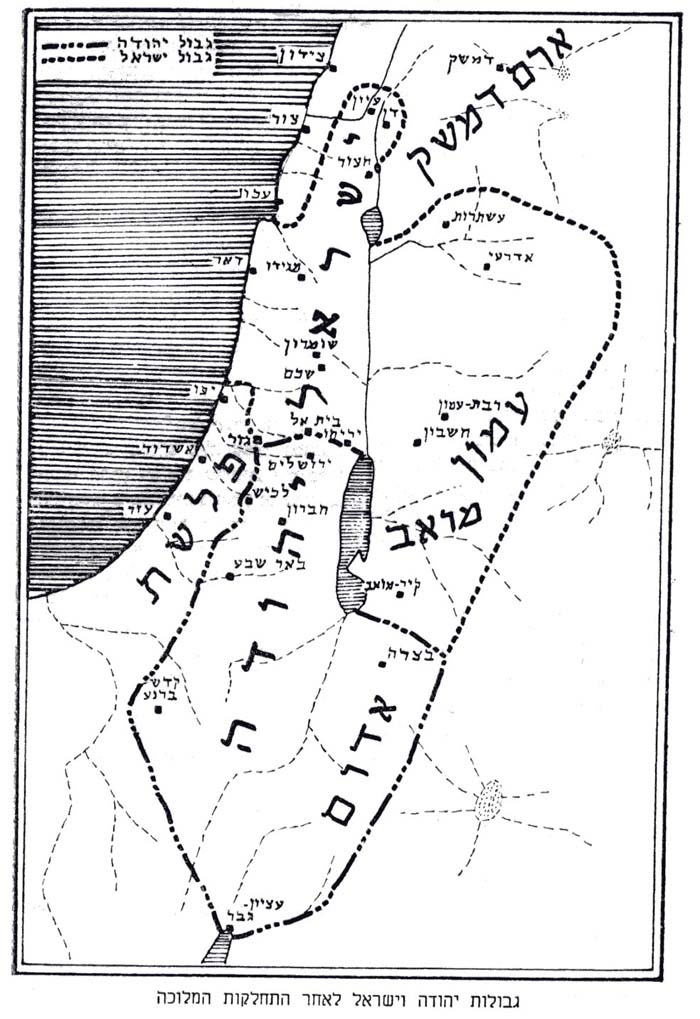 גבול יהודה
גבול ישראל
צידון
דמשק
ארם דמשק
עיון
דן
צור
חצור
עכו
עשתרות
אדרעי
דאר
מגידו
ישראל
שומרון
שכם
יפו
רבת-עמון
חשבון
עמון
בית אל
יריחו
גזר
ירושלים
אשדוד
לכיש
פלשת
חברון
עזה
מואב
באר שבע
קיר-מואב
יהודה
בצרה
קדש
ברנע
אדום
עציון-
גבר
גבולות יהודה וישראל לאחר התחלקות המלוכה